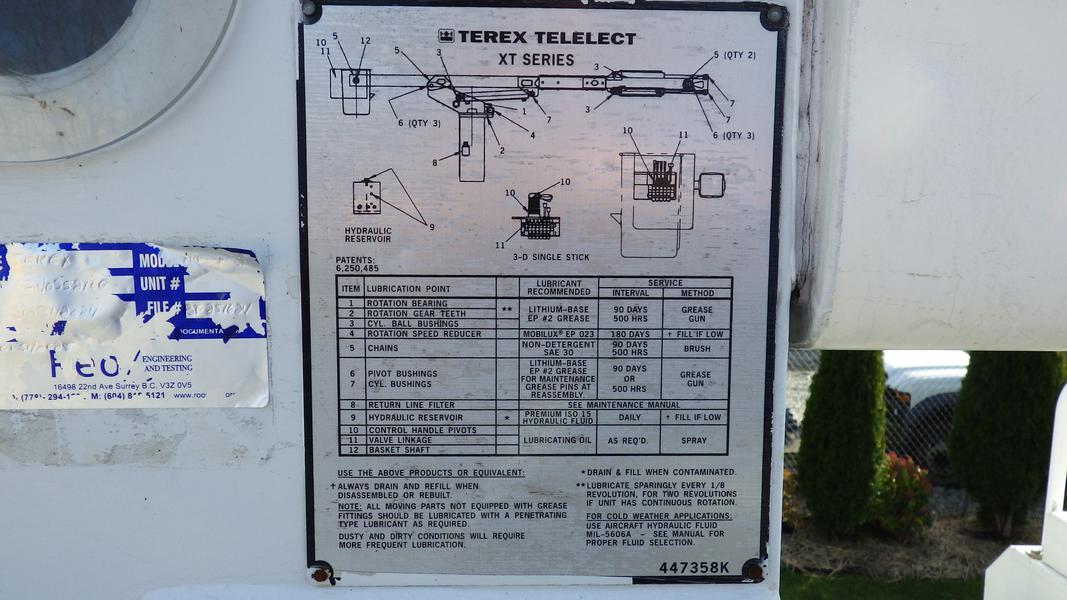 TEREX TELELECT
XT SERIES
5
10
12
11
5
3
3
5 (QTY 2)
7
7
3
6 (QTY 3)
1
7
4
2
6 (QTY 3)
8
10
11
10
10
9
11
HYDRAULIC
RESERVOIR
3-D SINGLE STICK
PATENTS:
6,250,485
ITEM LUBRICATION POINT LUBRICANT RECOMMENDED SERVICE
INTERVAL METHOD
1 ROTATION BEARING
2 ROTATION GEAR TEETH ** LITHIUM-BASE EP #2 GREASE 90 DAYS 500 HRS GREASE GUN
3 CYL. BALL BUSHINGS
4 ROTATION SPEED REDUCER MOBILUX® EP 023 180 DAYS † FILL IF LOW
5 CHAINS NON-DETERGENT SAE 30 90 DAYS 500 HRS BRUSH
6 PIVOT BUSHINGS
7 CYL. BUSHINGS
LITHIUM-BASE
EP #2 GREASE
FOR MAINTENANCE
GREASE PINS AT
REASSEMBLY.
90 DAYS
OR
500 HRS
GREASE
GUN
8 RETURN LINE FILTER SEE MAINTENANCE MANUAL
9 HYDRAULIC RESERVOIR * PREMIUM ISO 15 HYDRAULIC FLUID DAILY † FILL IF LOW
10 CONTROL HANDLE PIVOTS
11 VALVE LINKAGE LUBRICATING OIL AS REQ'D. SPRAY
12 BASKET SHAFT
USE THE ABOVE PRODUCTS OR EQUIVALENT:
† ALWAYS DRAIN AND REFILL WHEN
DISASSEMBLED OR REBUILT.
NOTE: ALL MOVING PARTS NOT EQUIPPED WITH GREASE
FITTINGS SHOULD BE LUBRICATED WITH A PENETRATING
TYPE LUBRICANT AS REQUIRED.
DUSTY AND DIRTY CONDITIONS WILL REQUIRE
MORE FREQUENT LUBRICATION.
* DRAIN & FILL WHEN CONTAMINATED.
** LUBRICATE SPARINGLY EVERY 1/8
REVOLUTION, FOR TWO REVOLUTIONS
IF UNIT HAS CONTINUOUS ROTATION.
FOR COLD WEATHER APPLICATIONS:
USE AIRCRAFT HYDRAULIC FLUID
MIL-5606A - SEE MANUAL FOR
PROPER FLUID SELECTION.
447358K
TEREX
UNIT #
FILE #
ENGINEERING
AND TESTING
16498 22nd Ave Surrey B.C. V3Z 0V5